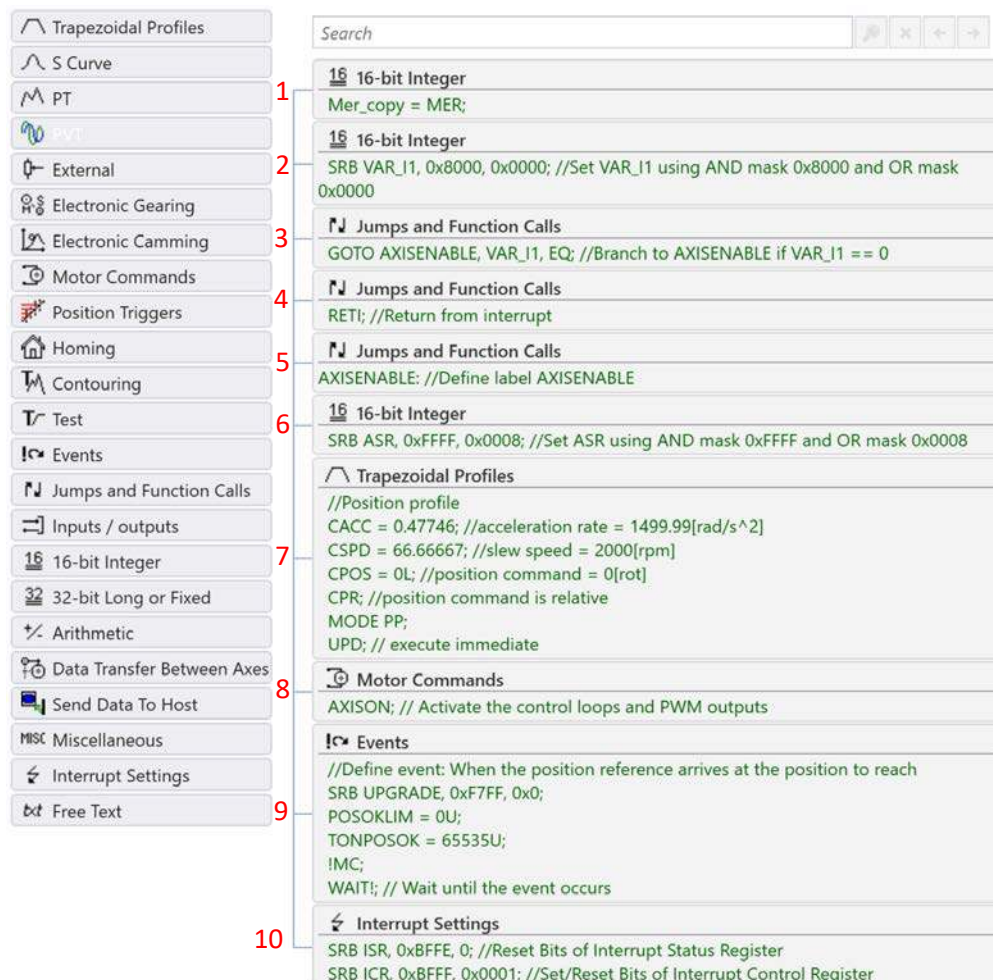 Trapezoidal Profiles
S Curve
PT
PVT
External
Electronic Gearing
Electronic Camming
Motor Commands
Position Triggers
Homing
Contouring
Test
Events
Jumps and Function Calls
Inputs / outputs
16 16-bit Integer
32 32-bit Long or Fixed
+/- Arithmetic
Data Transfer Between Axes
Send Data To Host
MISC Miscellaneous
Interrupt Settings
txt Free Text
Search
1
16 16-bit Integer
Mer_copy = MER;
2
16 16-bit Integer
SRB VAR_I1, 0x8000, 0x0000; //Set VAR_I1 using AND mask 0x8000 and OR mask
0x0000
3
Jumps and Function Calls
GOTO AXISENABLE, VAR_I1, EQ; //Branch to AXISENABLE if VAR_I1 == 0
4
Jumps and Function Calls
RETI; //Return from interrupt
5
Jumps and Function Calls
AXISENABLE: //Define label AXISENABLE
6
16 16-bit Integer
SRB ASR, 0xFFFF, 0x0008; //Set ASR using AND mask 0xFFFF and OR mask 0x0008
7
Trapezoidal Profiles
//Position profile
CACC = 0.47746; //acceleration rate = 1499.99[rad/s^2]
CSPD = 66.66667; //slew speed = 2000[rpm]
CPOS = 0L; //position command = 0[rot]
CPR; //position command is relative
MODE PP;
UPD; // execute immediate
8
Motor Commands
AXISON; // Activate the control loops and PWM outputs
9
Events
//Define event: When the position reference arrives at the position to reach
SRB UPGRADE, 0xF7FF, 0x0;
POSOKLIM = 0U;
TONPOSOK = 65535U;
!MC;
WAIT!; // Wait until the event occurs
10
Interrupt Settings
SRB ISR, 0xBFFE, 0; //Reset Bits of Interrupt Status Register
SRB ICR, 0xBFFF, 0x0001; //Set/Reset Bits of Interrupt Control Register